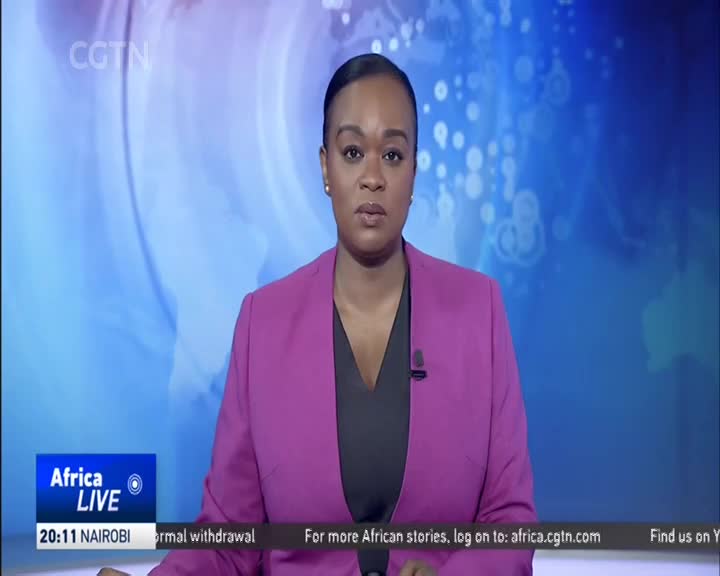 CGTN
Africa
LIVE
20:11 NAIROBI
ormal withdrawal For more African stories, log on to: africa.cgtn.com Find us on Y